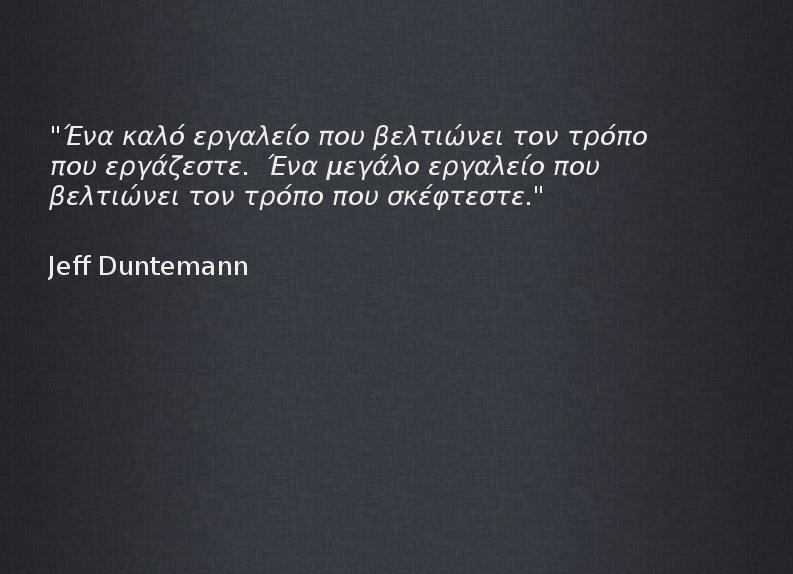 "Ένα καλό εργαλείο που βελτιώνει τον τρόπο
που εργάζεστε.  Ένα μεγάλο εργαλείο που
βελτιώνει τον τρόπο που σκέφτεστε."
Jeff Duntemann